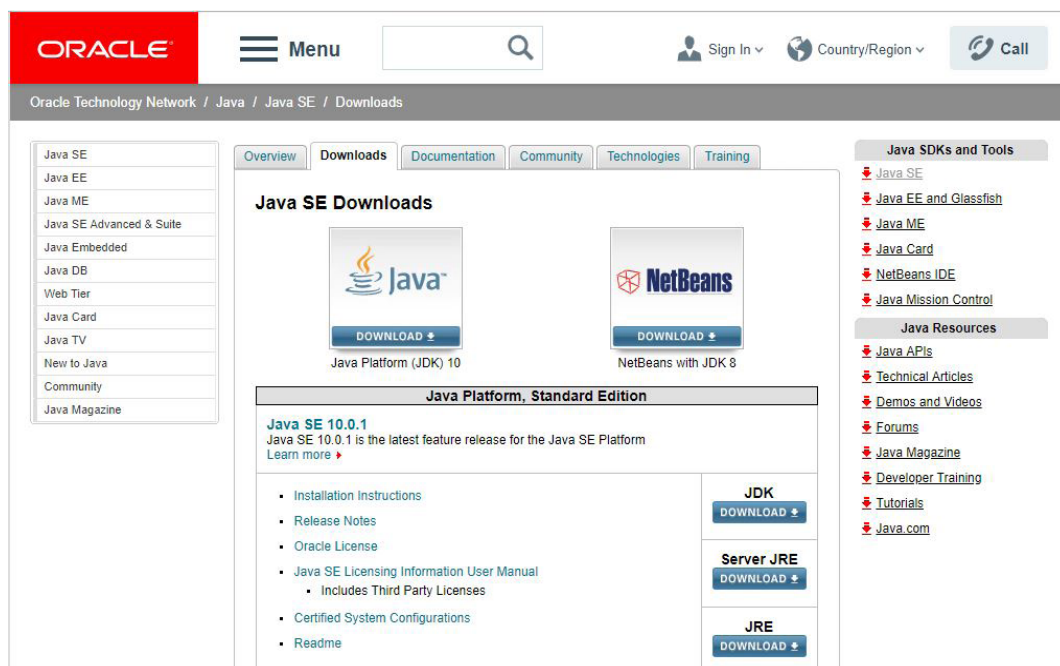 ORACLE
Menu
Sign In
Country/Region
Call
Oracle Technology Network / Java / Java SE / Downloads
Java SE
Java EE
Java ME
Java SE Advanced & Suite
Java Embedded
Java DB
Web Tier
Java Card
Java TV
New to Java
Community
Java Magazine
Overview Downloads Documentation Community Technologies Training
Java SE Downloads
Java
DOWNLOAD
Java Platform (JDK) 10
NetBeans
DOWNLOAD
NetBeans with JDK 8
Java Platform, Standard Edition
Java SE 10.0.1
Java SE 10.0.1 is the latest feature release for the Java SE Platform
Learn more
Installation Instructions
Release Notes
Oracle License
Java SE Licensing Information User Manual
Includes Third Party Licenses
Certified System Configurations
Readme
JDK
DOWNLOAD
Server JRE
DOWNLOAD
JRE
DOWNLOAD
Java SDKs and Tools
Java SE
Java EE and Glassfish
Java ME
Java Card
NetBeans IDE
Java Mission Control
Java Resources
Java APIs
Technical Articles
Demos and Videos
Forums
Java Magazine
Developer Training
Tutorials
Java.com